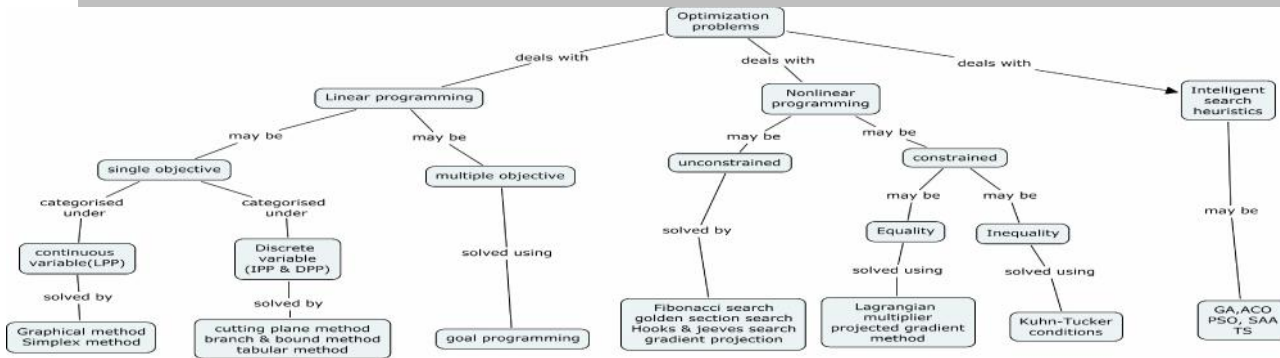 Optimization
problems
deals with
deals with
deals with
Linear programming
Nonlinear
programming
Intelligent
search
heuristics
may be
may be
may be
may be
single objective
multiple objective
unconstrained
constrained
categorised
under
categorised
under
may be
may be
may be
continuous
variable(LPP)
Discrete
variable
(IPP & DPP)
solved using
solved by
Equality
Inequality
solved by
solved by
solved using
solved using
Graphical method
Simplex method
cutting plane method
branch & bound method
tabular method
goal programming
Fibonacci search
golden section search
Hooks & jeeves search
gradient projection
Lagrangian
multiplier
projected gradient
method
Kuhn-Tucker
conditions
GA,ACO
PSO, SAA
TS